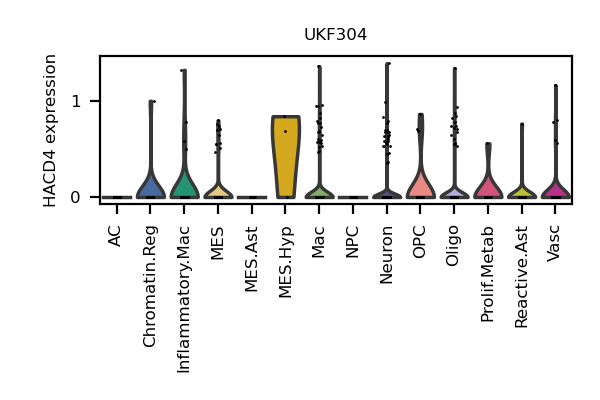 UKF304
HACD4 expression
1
0
AC
Chromatin.Reg
Inflammatory.Mac
MES
MES.Ast
MES.Hyp
Mac
NPC
Neuron
OPC
Oligo
Prolif.Metab
Reactive.Ast
Vasc